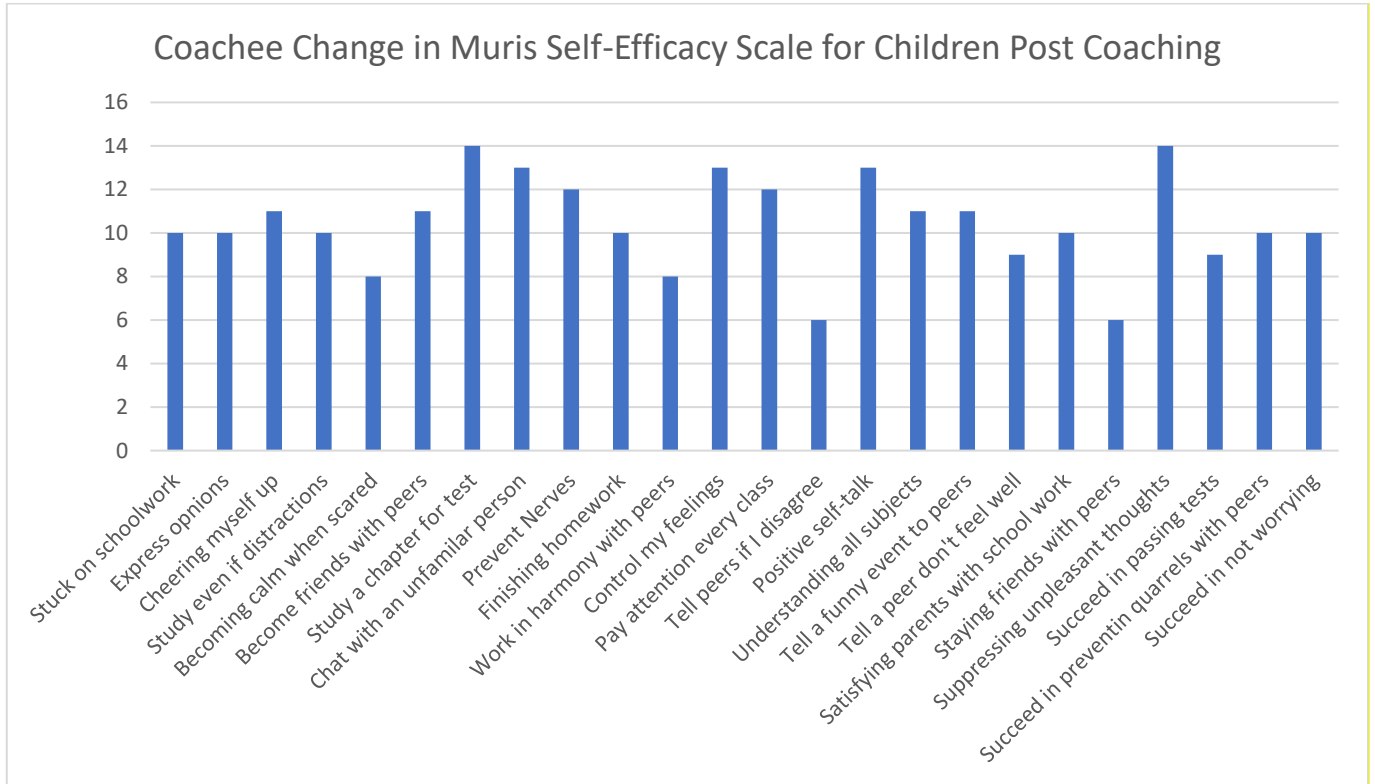 Coachee Change in Muris Self-Efficacy Scale for Children Post Coaching
16
14
12
10
8
6
4
2
0
Stuck on schoolwork
Express opnions
Cheering myself up
Study even if distractions
Becoming calm when scared
Become friends with peers
Study a chapter for test
Chat with an unfamilar person
Prevent Nerves
Finishing homework
Work in harmony with peers
Control my feelings
Pay attention every class
Tell peers if I disagree
Positive self-talk
Understanding all subjects
Tell a funny event to peers
Tell a peer don't feel well
Satisfying parents with school work
Staying friends with peers
Suppressing unpleasant thoughts
Succeed in passing tests
Succeed in preventin quarrels with peers
Succeed in not worrying